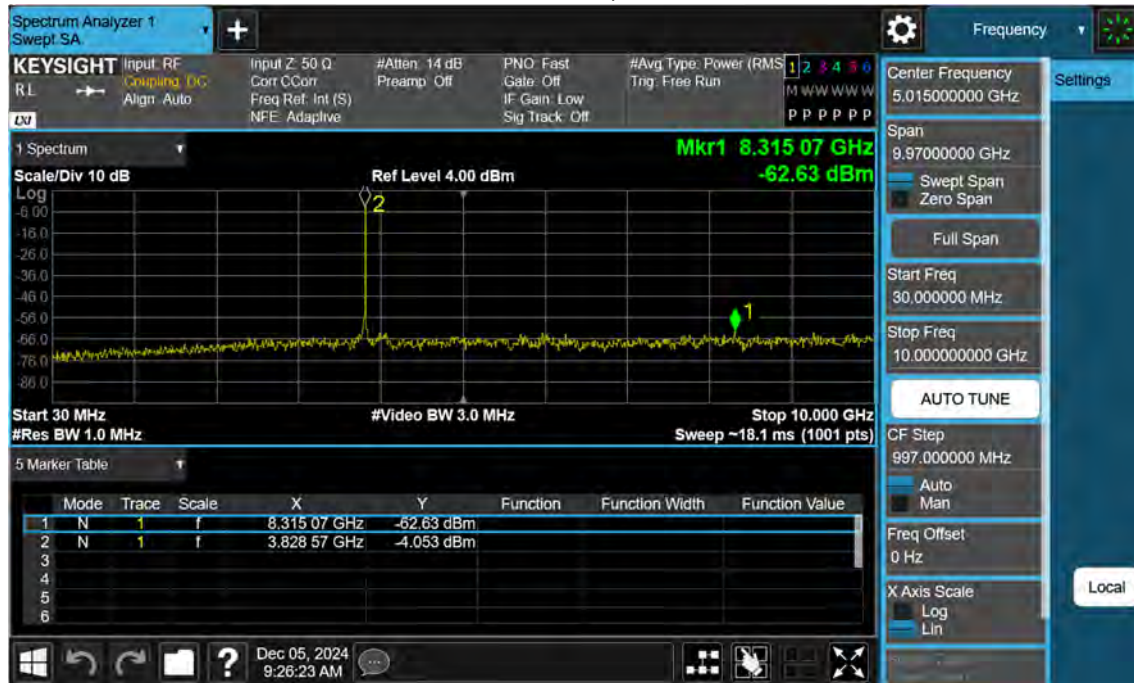 Spectrum Analyzer 1
Swept SA
+
Frequency
KEYSIGHT
RL
LXI
Input: RF
Coupling: DC
Align: Auto
Input Z: 50 Ω
Corr CCorr
Freq Ref: Int (S)
NFE: Adaptive
#Atten: 14 dB
Preamp: Off
PNO: Fast
Gate: Off
IF Gain: Low
Sig Track: Off
#Avg Type: Power (RMS
Trig: Free Run
1 2 3 4 5 6
M W W W W W
P P P P P P
1 Spectrum
Scale/Div 10 dB
Ref Level 4.00 dBm
Mkr1 8.315 07 GHz
-62.63 dBm
Log
-6.00
-16.0
-26.0
-36.0
-46.0
-56.0
-66.0
-76.0
-86.0
2
1
Start 30 MHz
#Video BW 3.0 MHz
Stop 10.000 GHz
#Res BW 1.0 MHz
Sweep ~18.1 ms (1001 pts)
5 Marker Table
Mode Trace Scale X Y Function Function Width Function Value
1 N 1 f 8.315 07 GHz -62.63 dBm
2 N 1 f 3.828 57 GHz -4.053 dBm
3
4
5
6
?
Dec 05, 2024
9:26:23 AM
Center Frequency
5.015000000 GHz
Settings
Span
9.97000000 GHz
Swept Span
Zero Span
Full Span
Start Freq
30.000000 MHz
Stop Freq
10.000000000 GHz
AUTO TUNE
CF Step
997.000000 MHz
Auto
Man
Freq Offset
0 Hz
X Axis Scale
Log
Lin
Local